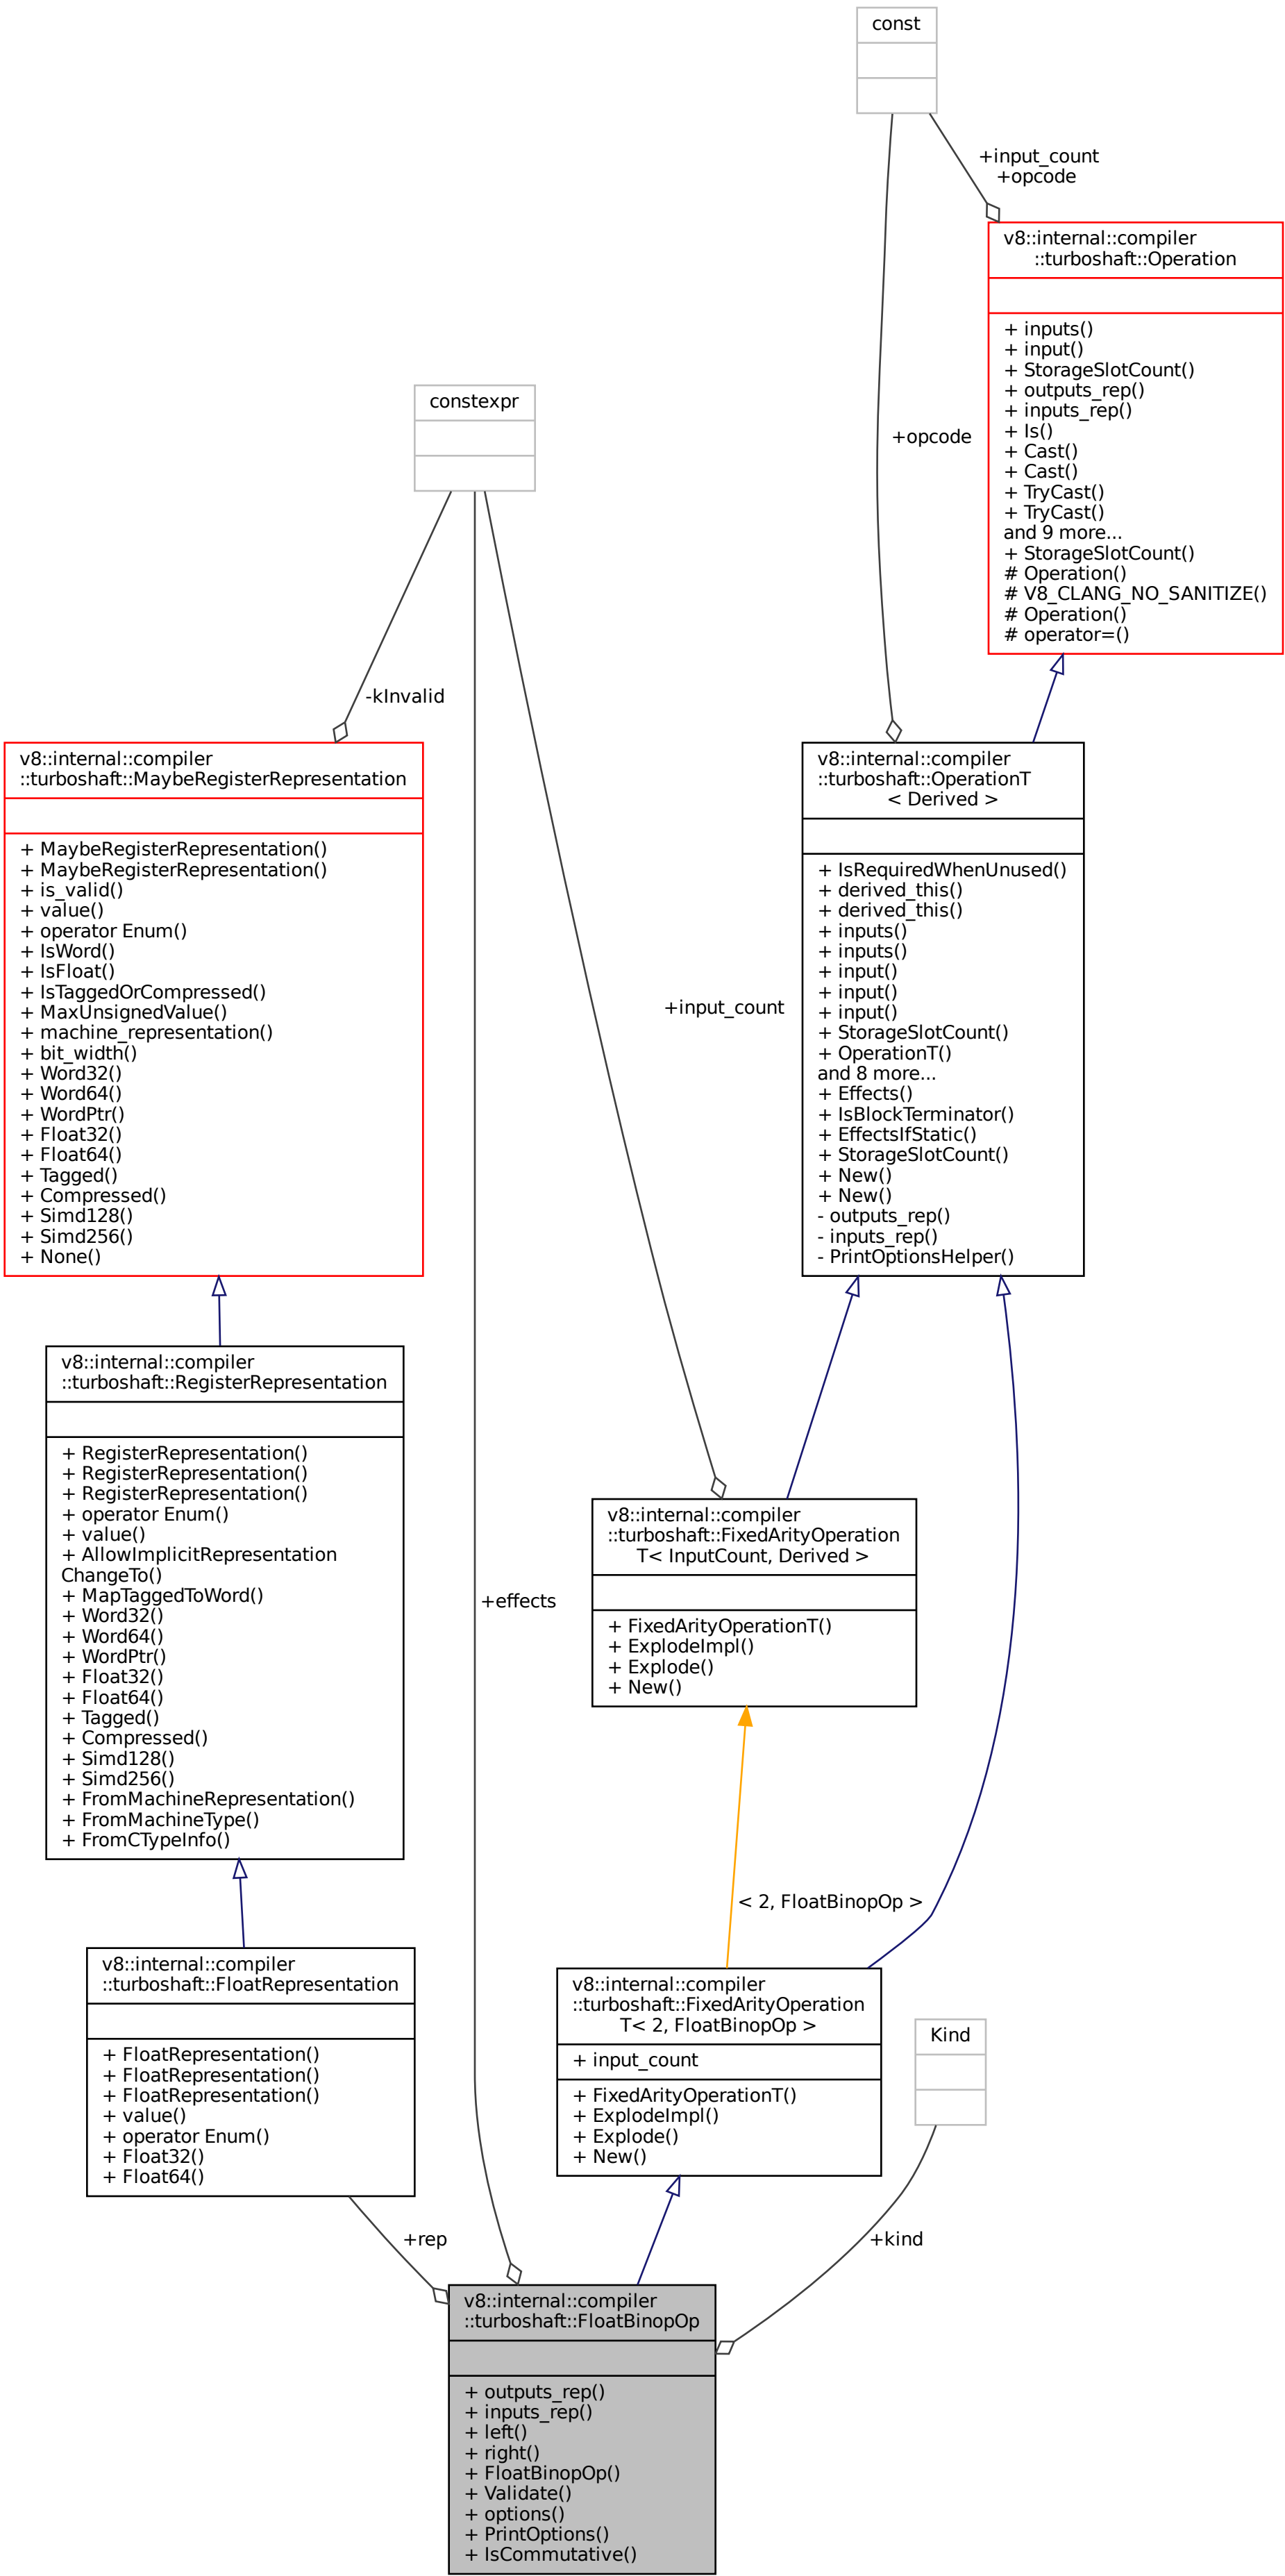 const
+input_count
+opcode
v8::internal::compiler
::turboshaft::Operation
+ inputs()
+ input()
+ StorageSlotCount()
+ outputs_rep()
+ inputs_rep()
+ Is()
+ Cast()
+ Cast()
+ TryCast()
+ TryCast()
and 9 more...
+ StorageSlotCount()
# Operation()
# V8_CLANG_NO_SANITIZE()
# Operation()
# operator=()
constexpr
+opcode
-kInvalid
v8::internal::compiler
::turboshaft::MaybeRegisterRepresentation
+ MaybeRegisterRepresentation()
+ MaybeRegisterRepresentation()
+ is_valid()
+ value()
+ operator Enum()
+ IsWord()
+ IsFloat()
+ IsTaggedOrCompressed()
+ MaxUnsignedValue()
+ machine_representation()
+ bit_width()
+ Word32()
+ Word64()
+ WordPtr()
+ Float32()
+ Float64()
+ Tagged()
+ Compressed()
+ Simd128()
+ Simd256()
+ None()
+input_count
v8::internal::compiler
::turboshaft::OperationT
< Derived >
+ IsRequiredWhenUnused()
+ derived_this()
+ derived_this()
+ inputs()
+ inputs()
+ input()
+ input()
+ input()
+ StorageSlotCount()
+ OperationT()
and 8 more...
+ Effects()
+ IsBlockTerminator()
+ EffectsIfStatic()
+ StorageSlotCount()
+ New()
+ New()
- outputs_rep()
- inputs_rep()
- PrintOptionsHelper()
v8::internal::compiler
::turboshaft::RegisterRepresentation
+ RegisterRepresentation()
+ RegisterRepresentation()
+ RegisterRepresentation()
+ operator Enum()
+ value()
+ AllowImplicitRepresentation
ChangeTo()
+ MapTaggedToWord()
+ Word32()
+ Word64()
+ WordPtr()
+ Float32()
+ Float64()
+ Tagged()
+ Compressed()
+ Simd128()
+ Simd256()
+ FromMachineRepresentation()
+ FromMachineType()
+ FromCTypeInfo()
+effects
v8::internal::compiler
::turboshaft::FixedArityOperation
T< InputCount, Derived >
+ FixedArityOperationT()
+ ExplodeImpl()
+ Explode()
+ New()
< 2, FloatBinopOp >
v8::internal::compiler
::turboshaft::FloatRepresentation
+ FloatRepresentation()
+ FloatRepresentation()
+ FloatRepresentation()
+ value()
+ operator Enum()
+ Float32()
+ Float64()
v8::internal::compiler
::turboshaft::FixedArityOperation
T< 2, FloatBinopOp >
+ input_count
+ FixedArityOperationT()
+ ExplodeImpl()
+ Explode()
+ New()
Kind
+rep
+kind
v8::internal::compiler
::turboshaft::FloatBinopOp
+ outputs_rep()
+ inputs_rep()
+ left()
+ right()
+ FloatBinopOp()
+ Validate()
+ options()
+ PrintOptions()
+ IsCommutative()